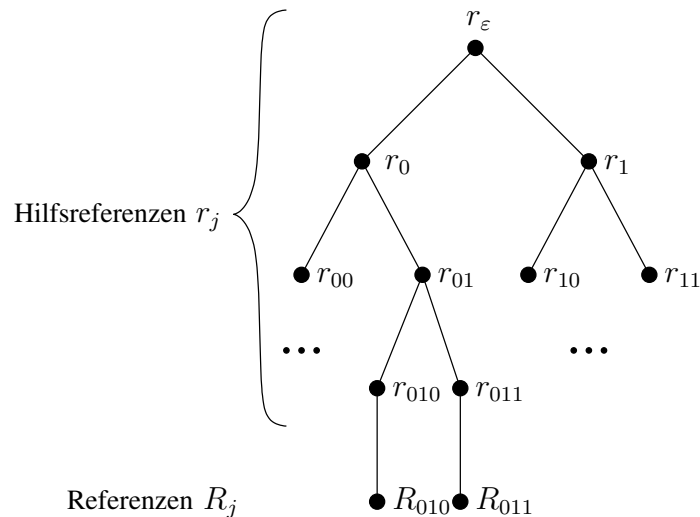 r_ε
r_0 r_1
Hilfsreferenzen r_j
r_00 r_01 r_10 r_11
... ...
r_010 r_011
Referenzen R_j R_010 R_011